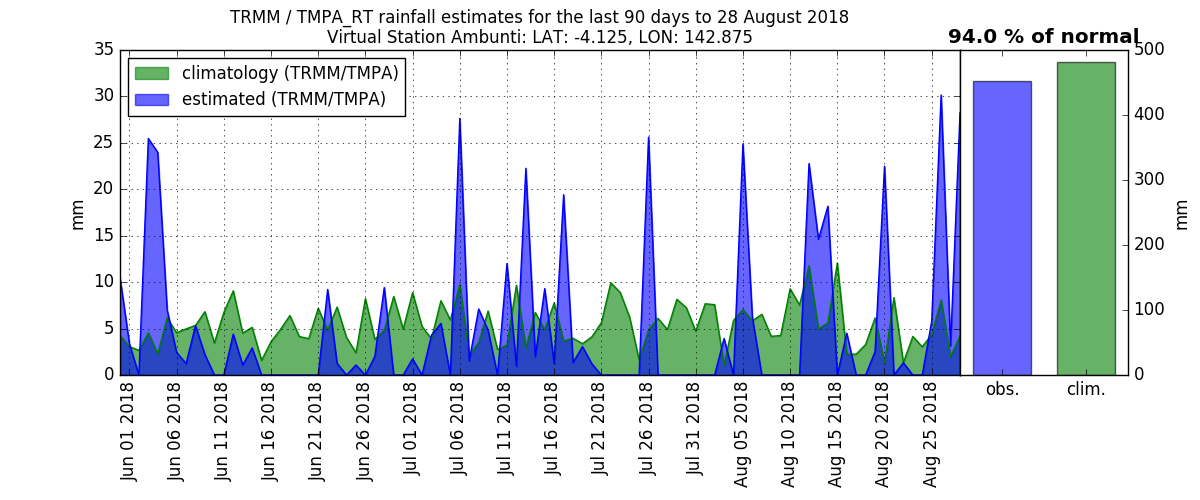 TRMM / TMPA_RT rainfall estimates for the last 90 days to 28 August 2018
Virtual Station Ambunti: LAT: -4.125, LON: 142.875
94.0 % of normal
climatology (TRMM/TMPA)
estimated (TRMM/TMPA)
35
30
25
20
15
10
5
0
mm
Jun 01 2018
Jun 06 2018
Jun 11 2018
Jun 16 2018
Jun 21 2018
Jun 26 2018
Jul 01 2018
Jul 06 2018
Jul 11 2018
Jul 16 2018
Jul 21 2018
Jul 26 2018
Jul 31 2018
Aug 05 2018
Aug 10 2018
Aug 15 2018
Aug 20 2018
Aug 25 2018
obs.
clim.
500
400
300
200
100
0
mm